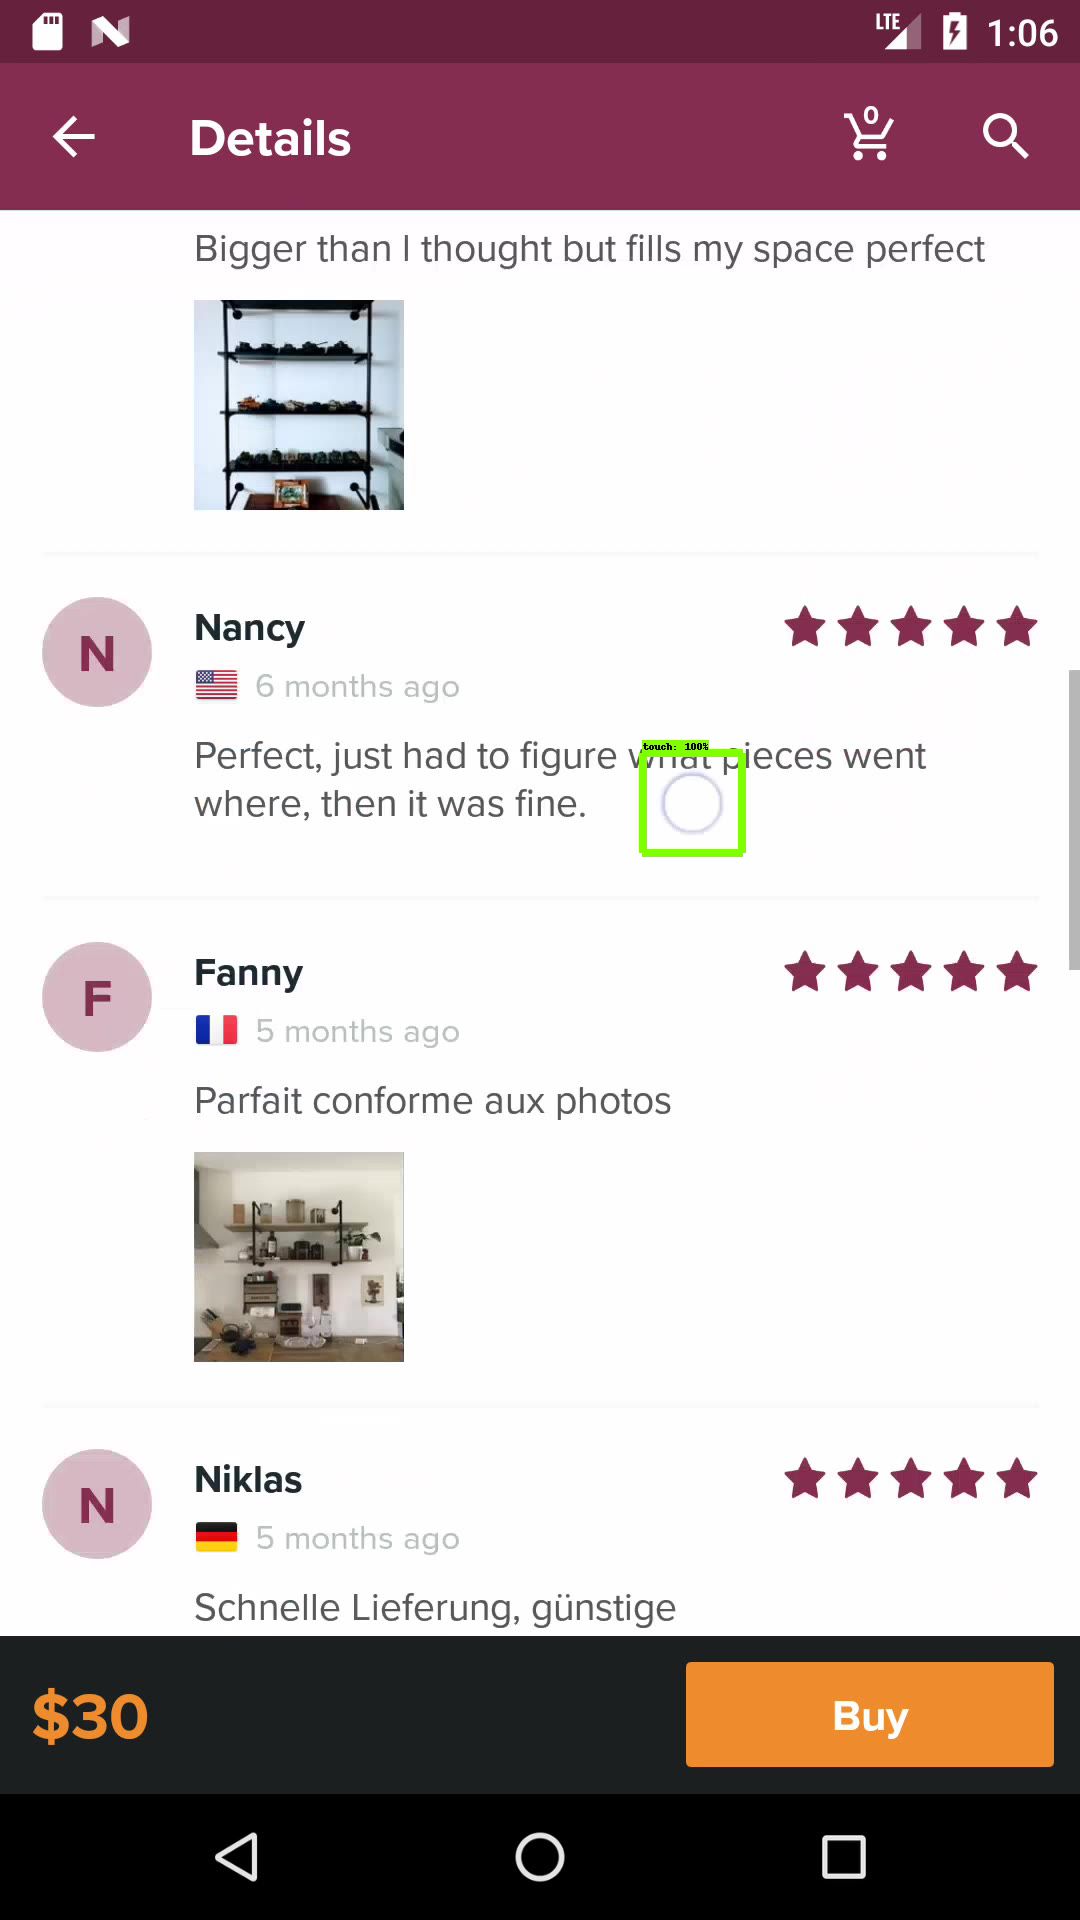 LTE 1:06
Details
0
Bigger than I thought but fills my space perfect
N
Nancy
6 months ago
touch: 100%
Perfect, just had to figure what pieces went
where, then it was fine.
F
Fanny
5 months ago
Parfait conforme aux photos
N
Niklas
5 months ago
Schnelle Lieferung, günstige
$30
Buy